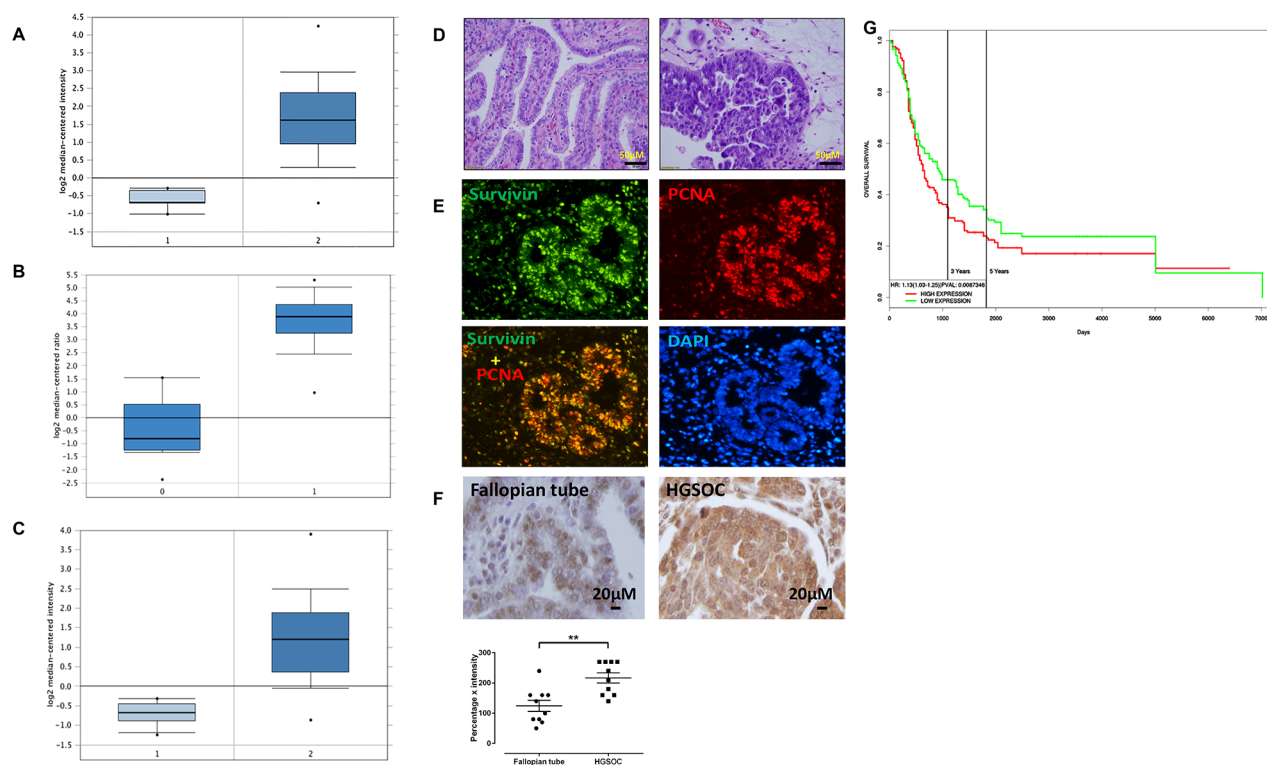 A
log2 median-centered intensity
4.5
4.0
3.5
3.0
2.5
2.0
1.5
1.0
0.5
0.0
-0.5
-1.0
-1.5
1
2
B
log2 median-centered ratio
5.5
5.0
4.5
4.0
3.5
3.0
2.5
2.0
1.5
1.0
0.5
0.0
-0.5
-1.0
-1.5
-2.0
-2.5
0
1
C
log2 median-centered intensity
4.0
3.5
3.0
2.5
2.0
1.5
1.0
0.5
0.0
-0.5
-1.0
-1.5
1
2
D
50μM
50μM
E
Survivin
PCNA
Survivin
+
PCNA
DAPI
F
Fallopian tube
20μM
HGSOC
20μM
**
Percentage x intensity
300
200
100
0
Fallopian tube
HGSOC
G
OVERALL SURVIVAL
1.0
0.8
0.6
0.4
0.2
0.0
3 Years
5 Years
HR: 1.13(1.03-1.25)|PVAL: 0.0087346
HIGH EXPRESSION
LOW EXPRESSION
0
1000
2000
3000
4000
5000
6000
Days